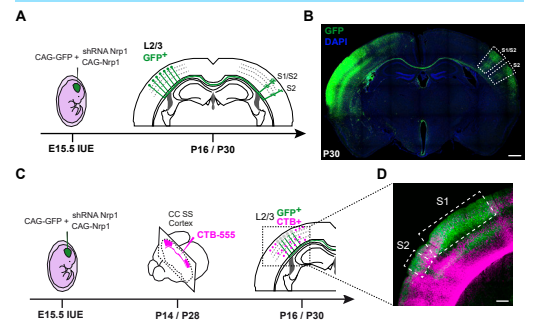 A
B
shRNA Nrp1
CAG-GFP +
CAG-Nrp1
L2/3
GFP+
S1/S2
S2
E15.5 IUE
P16 / P30
GFP
DAPI
S1/S2
S2
P30
C
D
shRNA Nrp1
CAG-GFP +
CAG-Nrp1
CC SS
Cortex
CTB-555
L2/3
GFP+
CTB+
S1
S2
E15.5 IUE
P14 / P28
P16 / P30